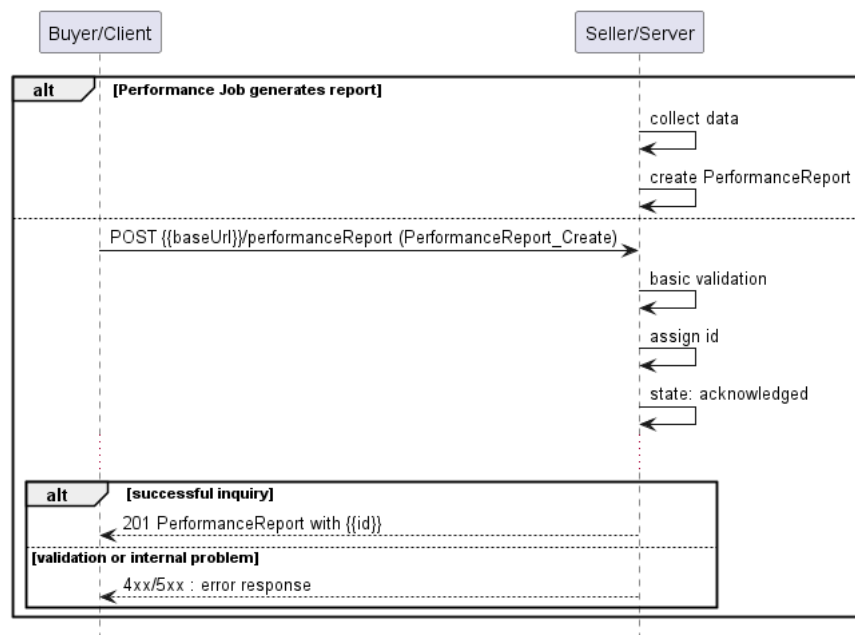 Buyer/Client
Seller/Server
alt [Performance Job generates report]
collect data
create PerformanceReport
POST {{baseUrl}}/performanceReport (PerformanceReport_Create)
basic validation
assign id
state: acknowledged
alt [successful inquiry]
201 PerformanceReport with {{id}}
[validation or internal problem]
4xx/5xx : error response